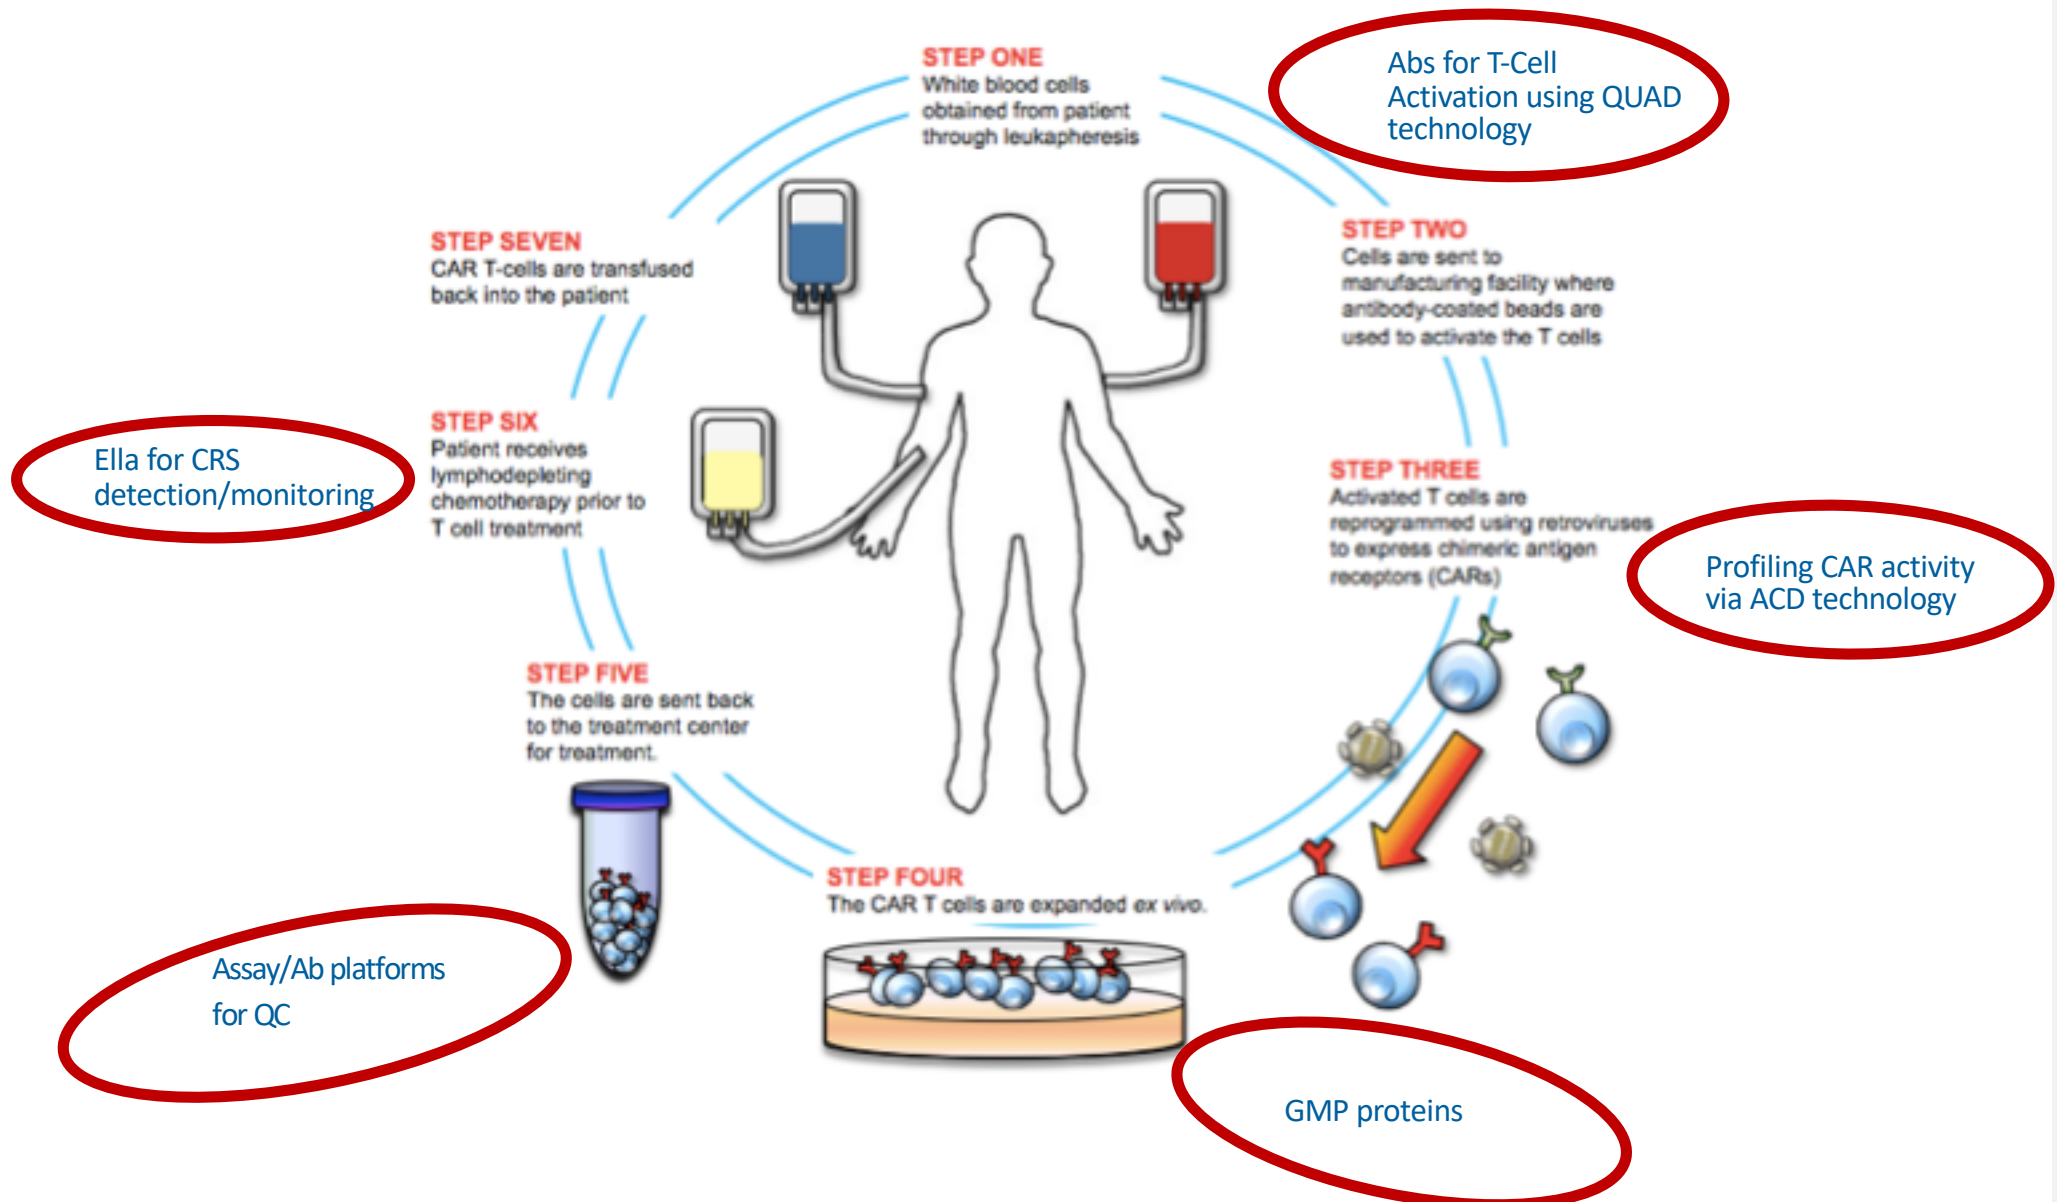 STEP ONE
White blood cells
obtained from patient
through leukapheresis
Abs for T-Cell
Activation using QUAD
technology
STEP TWO
Cells are sent to
manufacturing facility where
antibody-coated beads are
used to activate the T cells
STEP THREE
Activated T cells are
reprogrammed using retroviruses
to express chimeric antigen
receptors (CARs)
Profiling CAR activity
via ACD technology
STEP FOUR
The CAR T cells are expanded ex vivo.
GMP proteins
STEP FIVE
The cells are sent back
to the treatment center
for treatment.
Assay/Ab platforms
for QC
STEP SIX
Patient receives
lymphodepleting
chemotherapy prior to
T cell treatment
Ella for CRS
detection/monitoring
STEP SEVEN
CAR T-cells are transfused
back into the patient